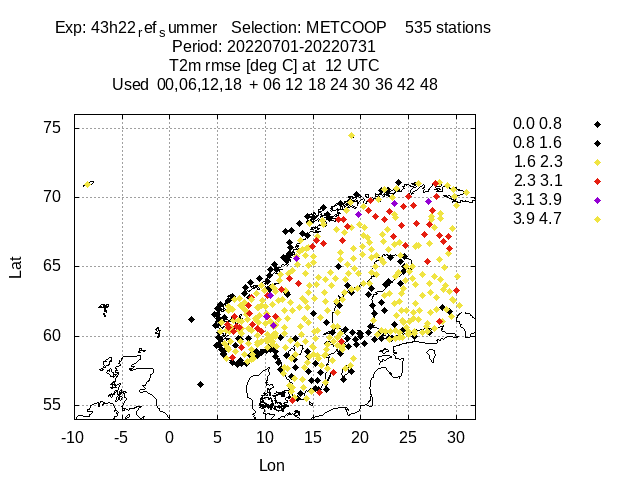 Exp: 43h22refsummer   Selection: METCOOP    535 stations
Period: 20220701-20220731
T2m rmse [deg C] at  12 UTC
Used  00,06,12,18  + 06 12 18 24 30 36 42 48
0.0 0.8
0.8 1.6
1.6 2.3
2.3 3.1
3.1 3.9
3.9 4.7
75
70
65
60
55
Lat
-10 -5 0 5 10 15 20 25 30
Lon